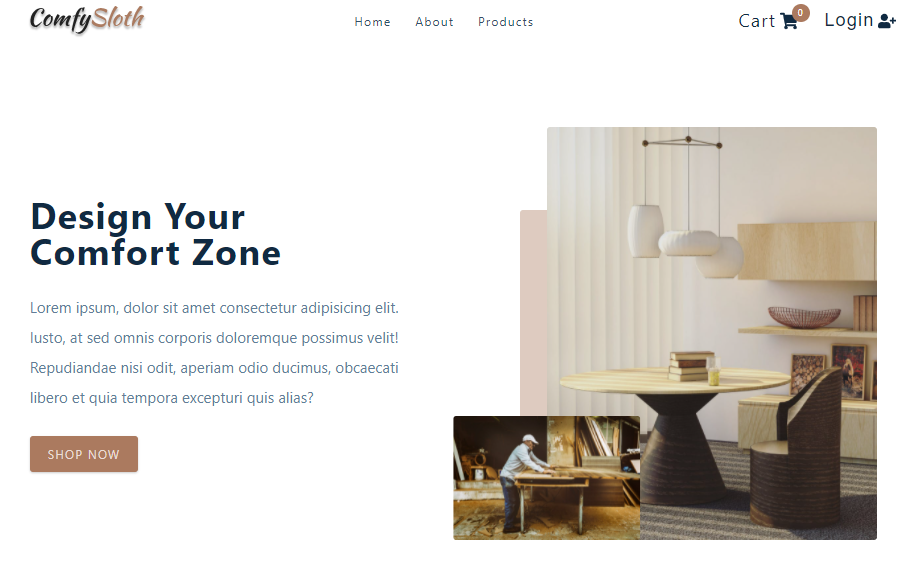 ComfySloth
Home About Products
Cart 0 Login
Design Your
Comfort Zone
Lorem ipsum, dolor sit amet consectetur adipisicing elit.
Iusto, at sed omnis corporis doloremque possimus velit!
Repudiandae nisi odit, aperiam odio ducimus, obcaecati
libero et quia tempora excepturi quis alias?
SHOP NOW